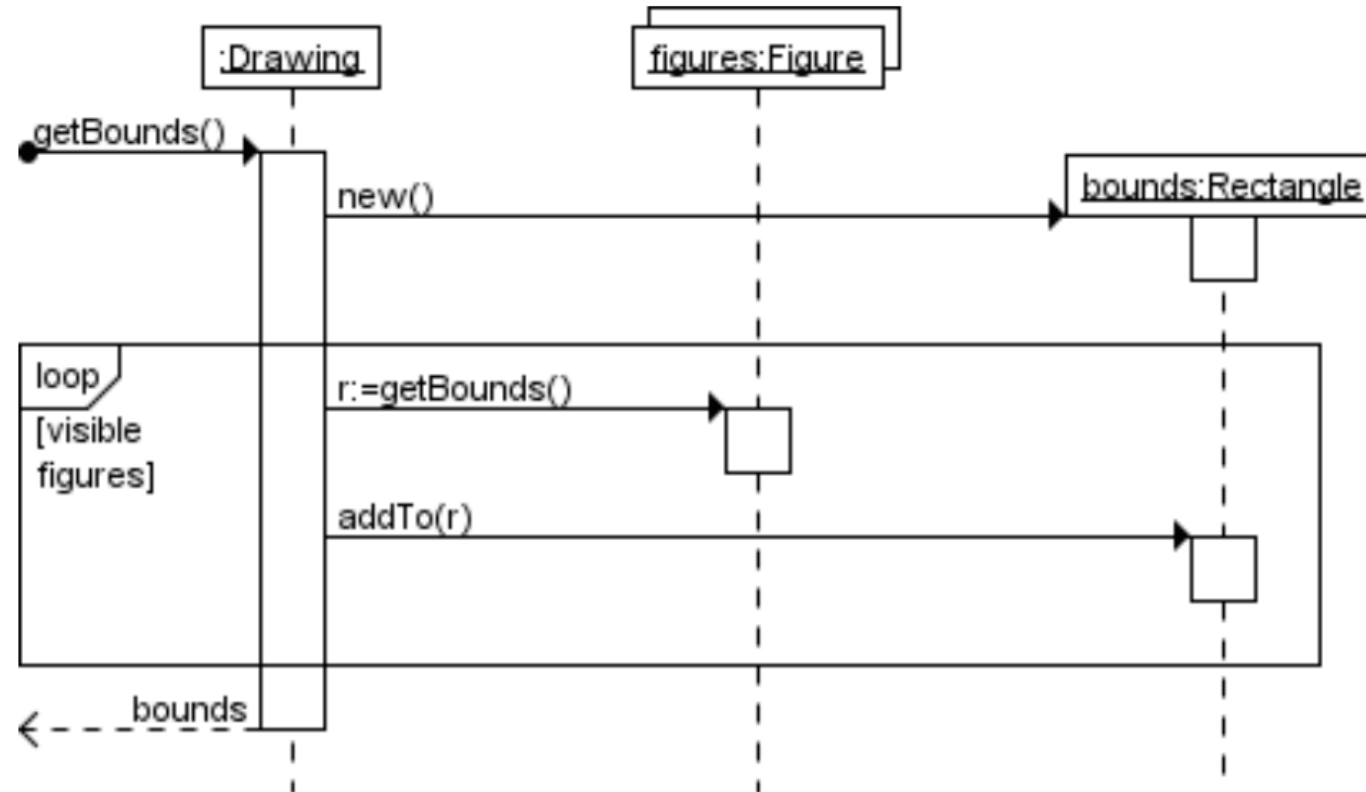 :Drawing
figures:Figure
getBounds()
new()
bounds:Rectangle
loop
[visible
figures]
r:=getBounds()
addTo(r)
bounds